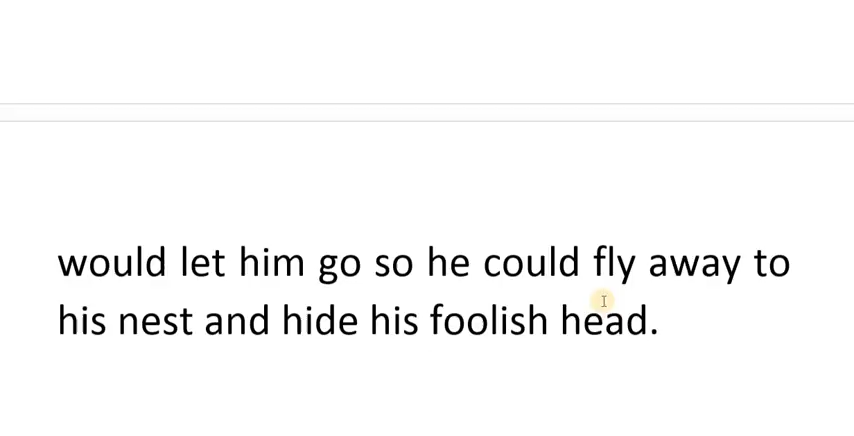 would let him go so he could fly away to
his nest and hide his foolish head.